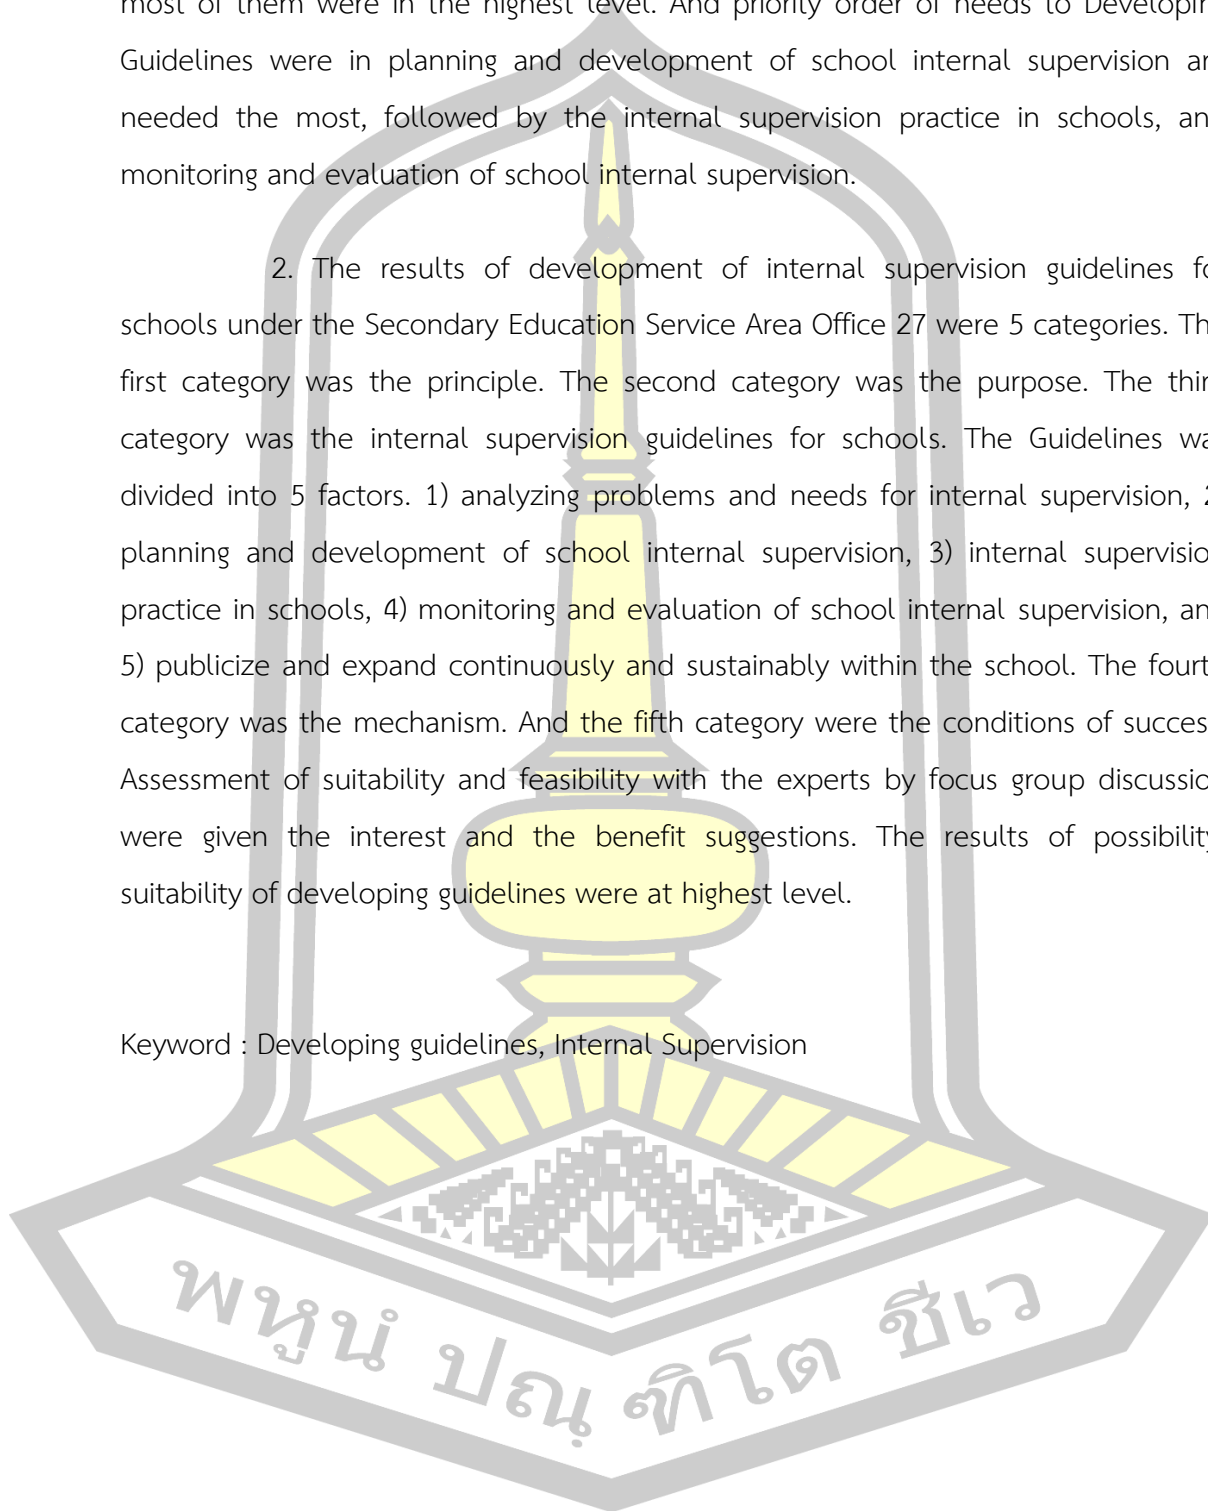 most of them were in the highest level. And priority order of needs to Developin
Guidelines were in planning and development of school internal supervision ar
needed the most, followed by the internal supervision practice in schools, an
monitoring and evaluation of school internal supervision.
2. The results of development of internal supervision guidelines fo
schools under the Secondary Education Service Area Office 27 were 5 categories. Th
first category was the principle. The second category was the purpose. The thir
category was the internal supervision guidelines for schools. The Guidelines wa
divided into 5 factors. 1) analyzing problems and needs for internal supervision, 2
planning and development of school internal supervision, 3) internal supervisio
practice in schools, 4) monitoring and evaluation of school internal supervision, an
5) publicize and expand continuously and sustainably within the school. The fourt
category was the mechanism. And the fifth category were the conditions of succes
Assessment of suitability and feasibility with the experts by focus group discussio
were given the interest and the benefit suggestions. The results of possibility
suitability of developing guidelines were at highest level.
Keyword : Developing guidelines, Internal Supervision
พหูนํ ปณฺฑิโต ชีเว